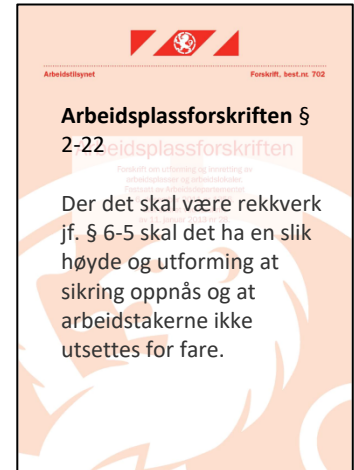 Arbeidstilsynet
Forskrift, best.nr. 702
Arbeidsplassforskriften §
2-22
Arbeidsplassforskriften
Forskrift om utforming og innretning av
arbeidsplasser og arbeidslokaler
Fastsatt av Arbeidsdepartementet
Der det skal være rekkverk
jf. § 6-5 skal det ha en slik
høyde og utforming at
sikring oppnås og at
arbeidstakerne ikke
utsettes for fare.